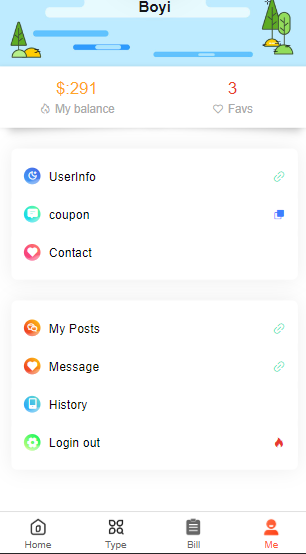 Boyi
$:291
3
My balance
Favs
UserInfo
coupon
Contact
My Posts
Message
History
Login out
Home
Type
Bill
Me